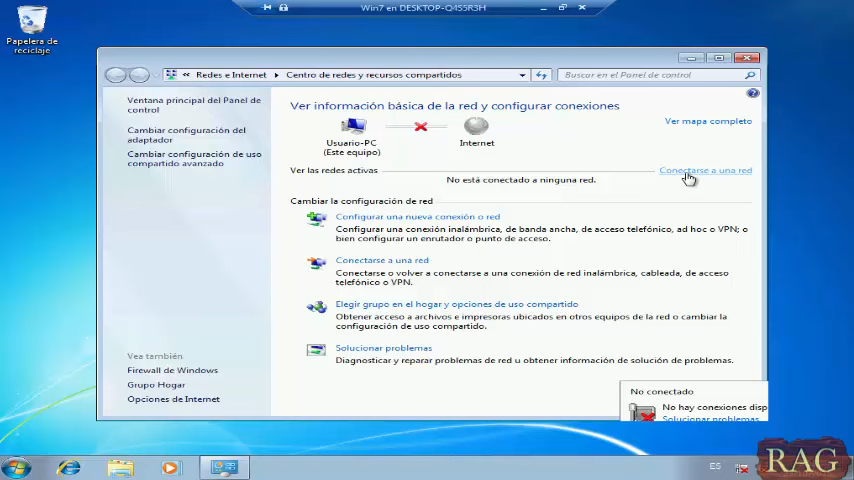 Win7 en DESKTOP-Q4S5R3H
Papelera de
reciclaje
Redes e Internet
Centro de redes y recursos compartidos
Buscar en el Panel de control
Ventana principal del Panel de
control
Cambiar configuración del
adaptador
Cambiar configuración de uso
compartido avanzado
Vea también
Firewall de Windows
Grupo Hogar
Opciones de Internet
Ver información básica de la red y configurar conexiones
Ver mapa completo
Usuario-PC
(Este equipo)
Internet
Ver las redes activas
Conectarse a una red
No está conectado a ninguna red.
Cambiar la configuración de red
Configurar una nueva conexión o red
Configurar una conexión inalámbrica, de banda ancha, de acceso telefónico, ad hoc o VPN; o
bien configurar un enrutador o punto de acceso.
Conectarse a una red
Conectarse o volver a conectarse a una conexión de red inalámbrica, cableada, de acceso
telefónico o VPN.
Elegir grupo en el hogar y opciones de uso compartido
Obtener acceso a archivos e impresoras ubicados en otros equipos de la red o cambiar la
configuración de uso compartido.
Solucionar problemas
Diagnosticar y reparar problemas de red u obtener información de solución de problemas.
No conectado
No hay conexiones disp
Solucionar problemas
ES
RAG